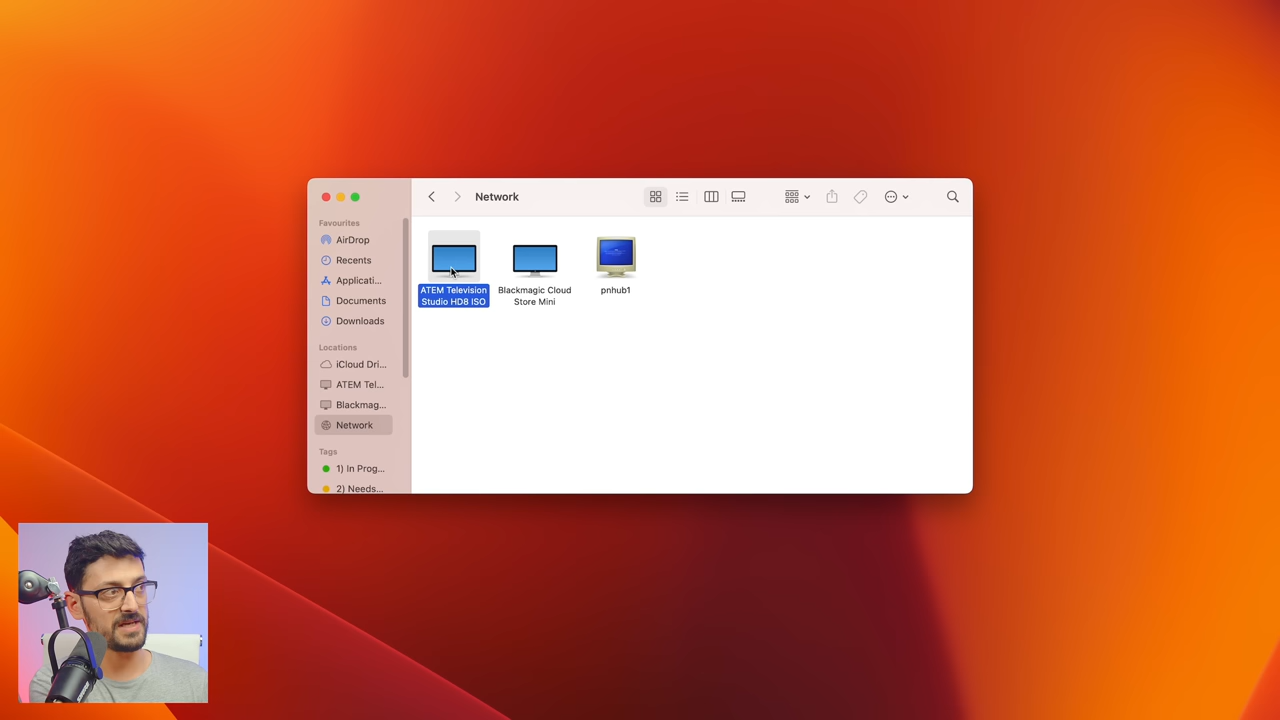 Network
Favourites
AirDrop
Recents
Applicati...
Documents
Downloads
Locations
iCloud Dri...
ATEM Tel...
Blackmag...
Network
Tags
1) In Prog...
2) Needs...
ATEM Television
Studio HD8 ISO
Blackmagic Cloud
Store Mini
pnhub1